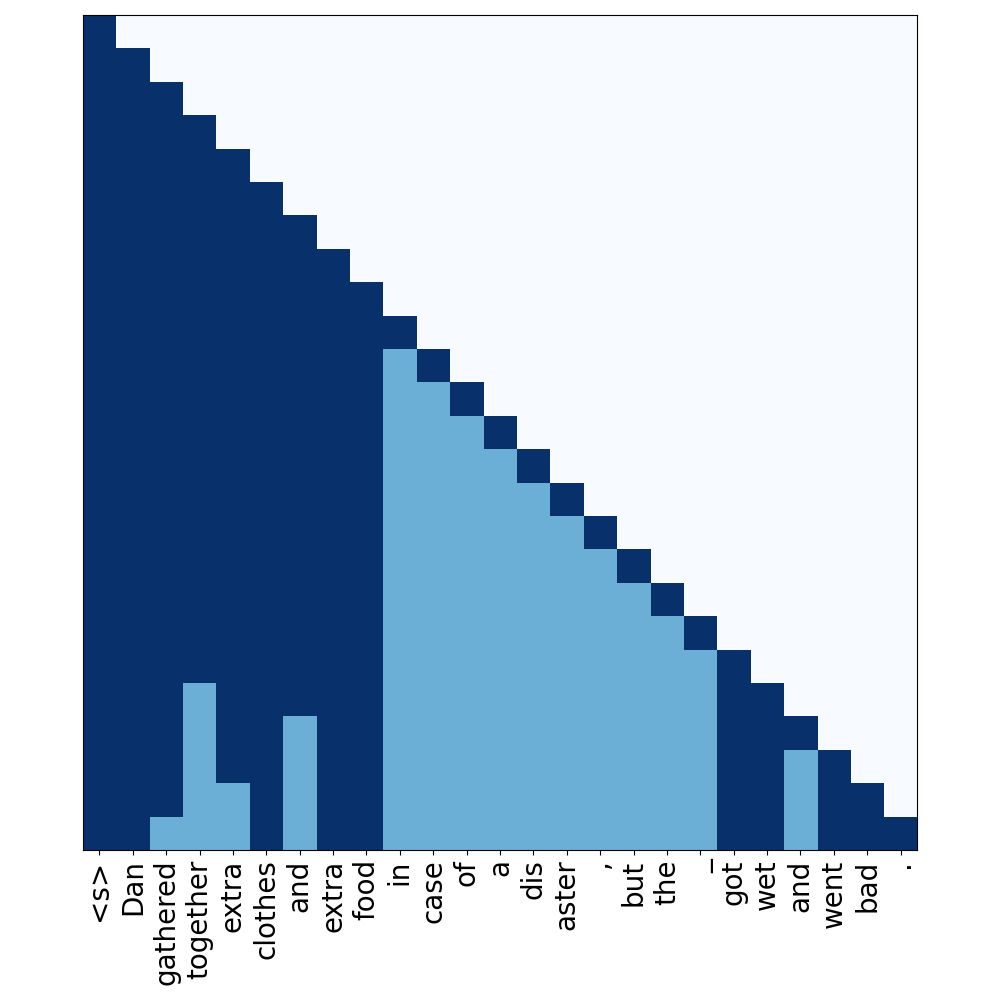 <s>
Dan
gathered
together
extra
clothes
and
extra
food
in
case
of
a
dis
aster
,
but
the
_
got
wet
and
went
bad
.